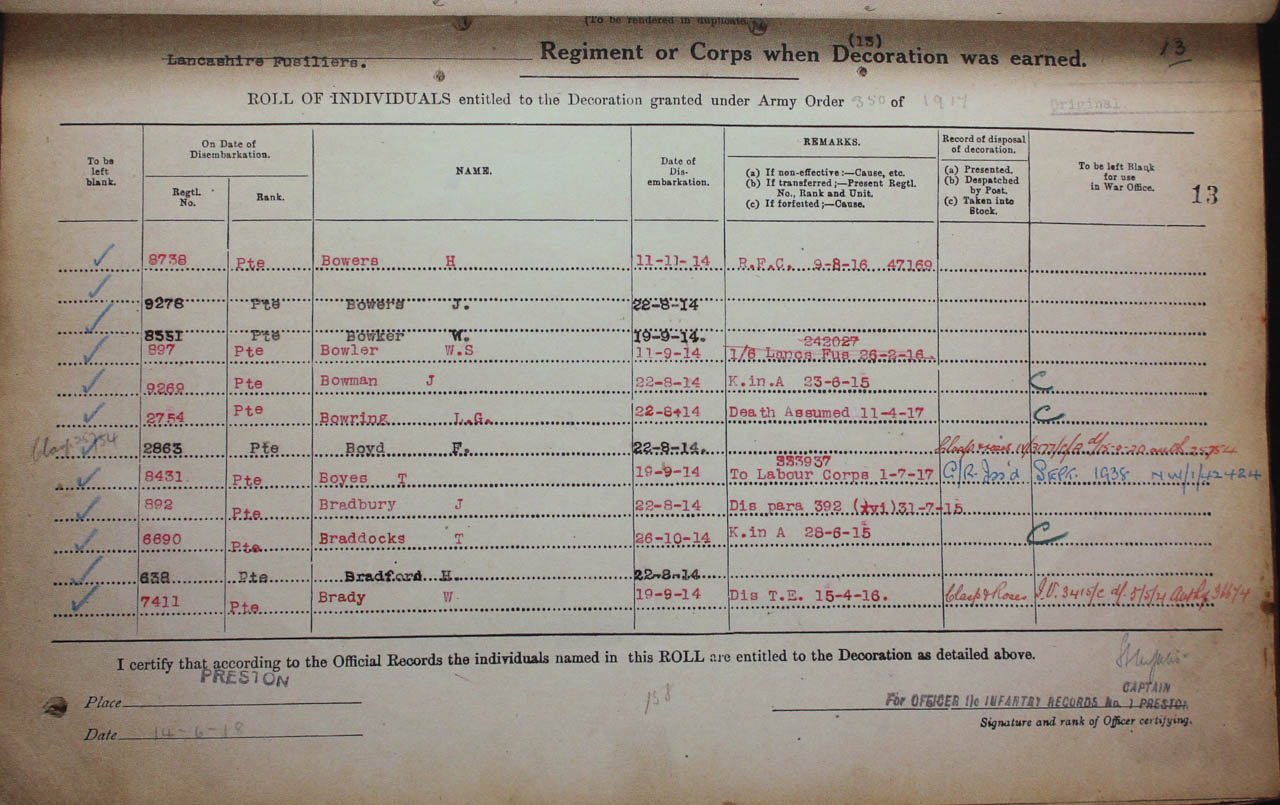 (To be rendered in duplicate.
Lancashire Fusiliers. Regiment or Corps when Decoration was earned.
(13)
13
ROLL OF INDIVIDUALS entitled to the Decoration granted under Army Order 350 of 1917 Original.
To be left blank.
On Date of Disembarkation.
Regtl. No.
Rank.
NAME.
Date of Disembarkation.
REMARKS.
(a) If non-effective:—Cause, etc.
(b) If transferred;—Present Regtl. No., Rank and Unit.
(c) If forfeited;—Cause.
Record of disposal of decoration.
(a) Presented.
(b) Despatched by Post.
(c) Taken into Stock.
To be left Blank for use in War Office.
13
8738 Pte Bowers H 11-11-14 R.F.C. 9-8-16 47169
9276 Pte Bowers J. 22-8-14
8551 Pte Bowker W. 19-9-14.
242027
897 Pte Bowler W.S 11-9-14 1/6 Lancs Fus 26-2-16.
9269 Pte Bowman J 22-8-14 K.in.A 23-6-15 C
2754 Pte Bowring L.G. 22-8-14 Death Assumed 11-4-17 C
Clasp 2863 Pte Boyd F. 22-8-14. Clasp
333937
8431 Pte Boyes T 19-9-14 To Labour Corps 1-7-17 C/R. Iss'd Sept. 1938 NW/1/42424
892 Pte Bradbury J 22-8-14 Dis para 392 (xvi) 31-7-15
6690 Pte Braddocks T 26-10-14 K.in A 28-6-15 C
638 Pte Bradford H. 22-8-14
7411 Pte Brady W 19-9-14 Dis T.E. 15-4-16. Clasp & Roses
I certify that according to the Official Records the individuals named in this ROLL are entitled to the Decoration as detailed above.
PRESTON
Place
158
CAPTAIN
For OFFICER I/c INFANTRY RECORDS No. 1 PRESTON
Signature and rank of Officer certifying.
Date 14-6-18